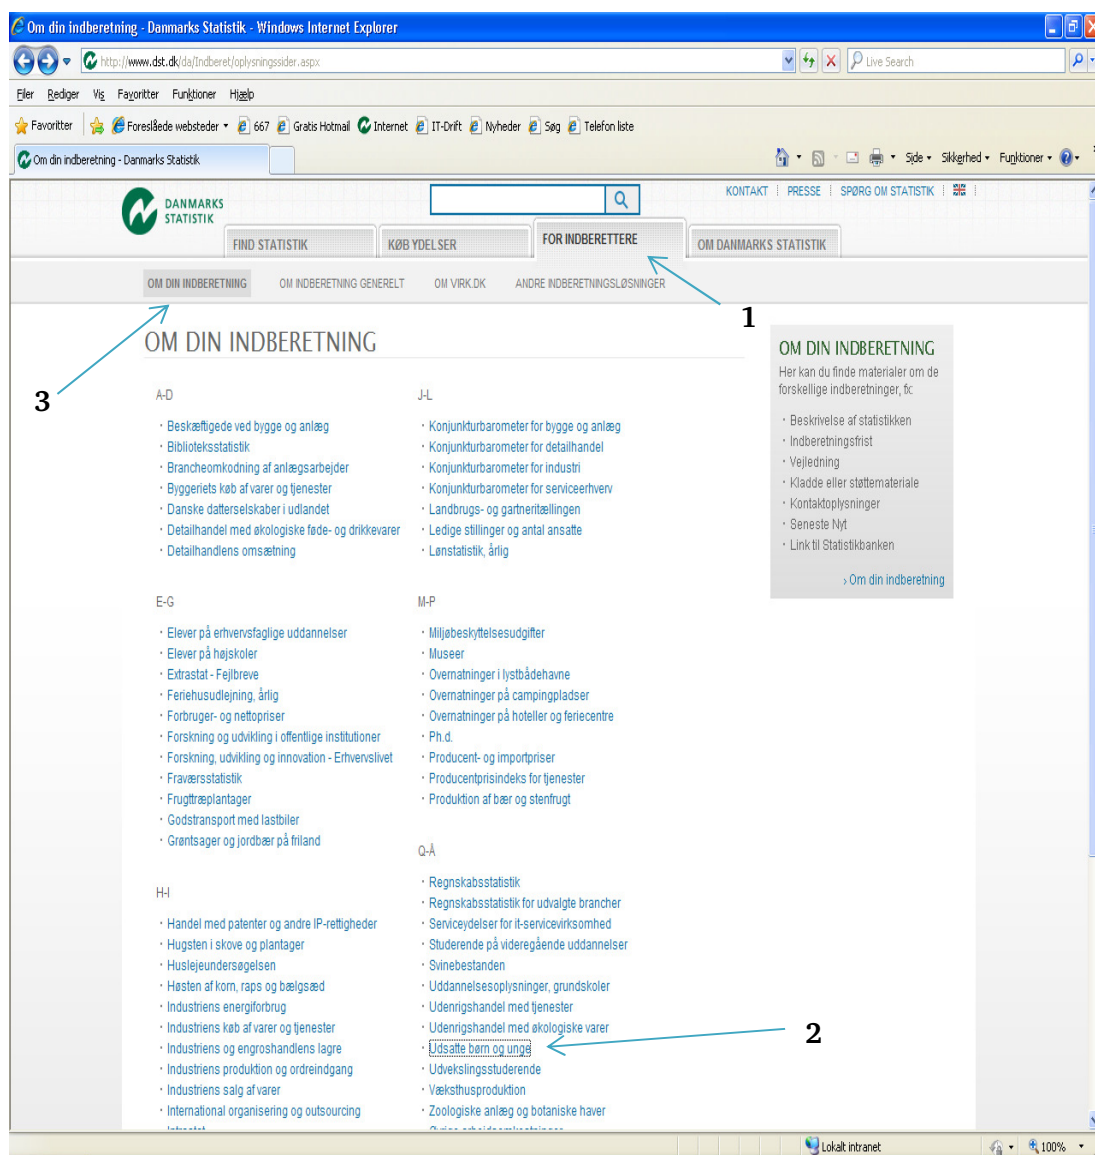 Om din indberetning - Danmarks Statistik - Windows Internet Explorer
http://www.dst.dk/da/Indberet/oplysningssider.aspx
Live Search
Filer Rediger Vis Favoritter Funktioner Hjælp
Favoritter Foreslåede websteder 667 Gratis Hotmail Internet IT-Drift Nyheder Søg Telefon liste
Om din indberetning - Danmarks Statistik
Side Sikkerhed Funktioner
DANMARKS
STATISTIK
KONTAKT PRESSE SPØRG OM STATISTIK
FIND STATISTIK KØB YDELSER FOR INDBERETTERE OM DANMARKS STATISTIK
OM DIN INDBERETNING OM INDBERETNING GENERELT OM VIRK.DK ANDRE INDBERETNINGSLØSNINGER
1
3
OM DIN INDBERETNING
A-D
· Beskæftigede ved bygge og anlæg
· Biblioteksstatistik
· Brancheomkodning af anlægsarbejder
· Byggeriets køb af varer og tjenester
· Danske datterselskaber i udlandet
· Detailhandel med økologiske føde- og drikkevarer
· Detailhandlens omsætning
E-G
· Elever på erhvervsfaglige uddannelser
· Elever på højskoler
· Extrastat - Fejlbreve
· Feriehusudlejning, årlig
· Forbruger- og nettopriser
· Forskning og udvikling i offentlige institutioner
· Forskning, udvikling og innovation - Erhvervslivet
· Fraværsstatistik
· Frugttræplantager
· Godstransport med lastbiler
· Grøntsager og jordbær på friland
H-I
· Handel med patenter og andre IP-rettigheder
· Hugsten i skove og plantager
· Huslejeundersøgelsen
· Høsten af korn, raps og bælgsæd
· Industriens energiforbrug
· Industriens køb af varer og tjenester
· Industriens og engroshandlens lagre
· Industriens produktion og ordreindgang
· Industriens salg af varer
· International organisering og outsourcing
· Intrastat
J-L
· Konjunkturbarometer for bygge og anlæg
· Konjunkturbarometer for detailhandel
· Konjunkturbarometer for industri
· Konjunkturbarometer for serviceerhverv
· Landbrugs- og gartneritællingen
· Ledige stillinger og antal ansatte
· Lønstatistik, årlig
M-P
· Miljøbeskyttelsesudgifter
· Museer
· Overnatninger i lystbådehavne
· Overnatninger på campingpladser
· Overnatninger på hoteller og feriecentre
· Ph.d.
· Producent- og importpriser
· Producentprisindeks for tjenester
· Produktion af bær og stenfrugt
Q-Å
· Regnskabsstatistik
· Regnskabsstatistik for udvalgte brancher
· Serviceydelser for it-servicevirksomhed
· Studerende på videregående uddannelser
· Svinebestanden
· Uddannelsesoplysninger, grundskoler
· Udenrigshandel med tjenester
· Udenrigshandel med økologiske varer
· Udsatte børn og unge
· Udvekslingsstuderende
· Væksthusproduktion
· Zoologiske anlæg og botaniske haver
2
OM DIN INDBERETNING
Her kan du finde materialer om de
forskellige indberetninger, fx:
· Beskrivelse af statistikken
· Indberetningsfrist
· Vejledning
· Kladde eller støttemateriale
· Kontaktoplysninger
· Seneste Nyt
· Link til Statistikbanken
› Om din indberetning
Lokalt intranet
100%